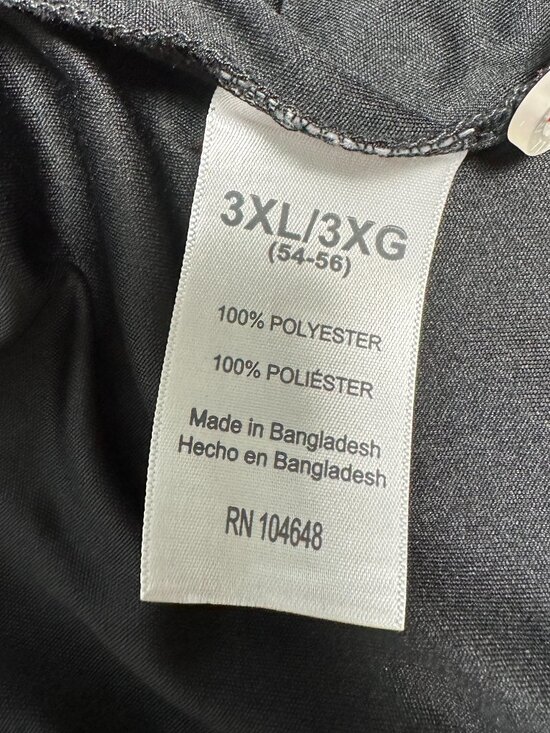 3XL/3XG
(54-56)
100% POLYESTER
100% POLIÉSTER
Made in Bangladesh
Hecho en Bangladesh
RN 104648